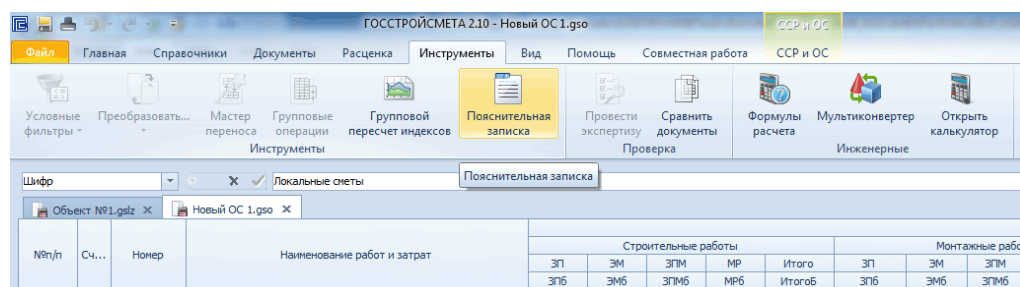 ГОССТРОЙСМЕТА 2.10 - Новый ОС 1.gso ССР и ОС
Файл Главная Справочники Документы Расценка Инструменты Вид Помощь Совместная работа ССР и ОС
Условные фильтры Преобразовать... Мастер переноса Групповые операции Групповой пересчет индексов Пояснительная записка Провести экспертизу Сравнить документы Формулы расчета Мультиконвертер Открыть калькулятор
Инструменты Проверка Инженерные
Пояснительная записка
Шифр Локальные сметы
Объект №1.gslz Новый ОС 1.gso
Строительные работы Монтажные рабо
№п/п Сч... Номер Наименование работ и затрат
ЗП ЭМ ЗПМ МР Итого ЗП ЭМ ЗПМ
ЗПб ЭМб ЗПМб МРб ИтогоБ ЗПб ЭМб ЗПМб